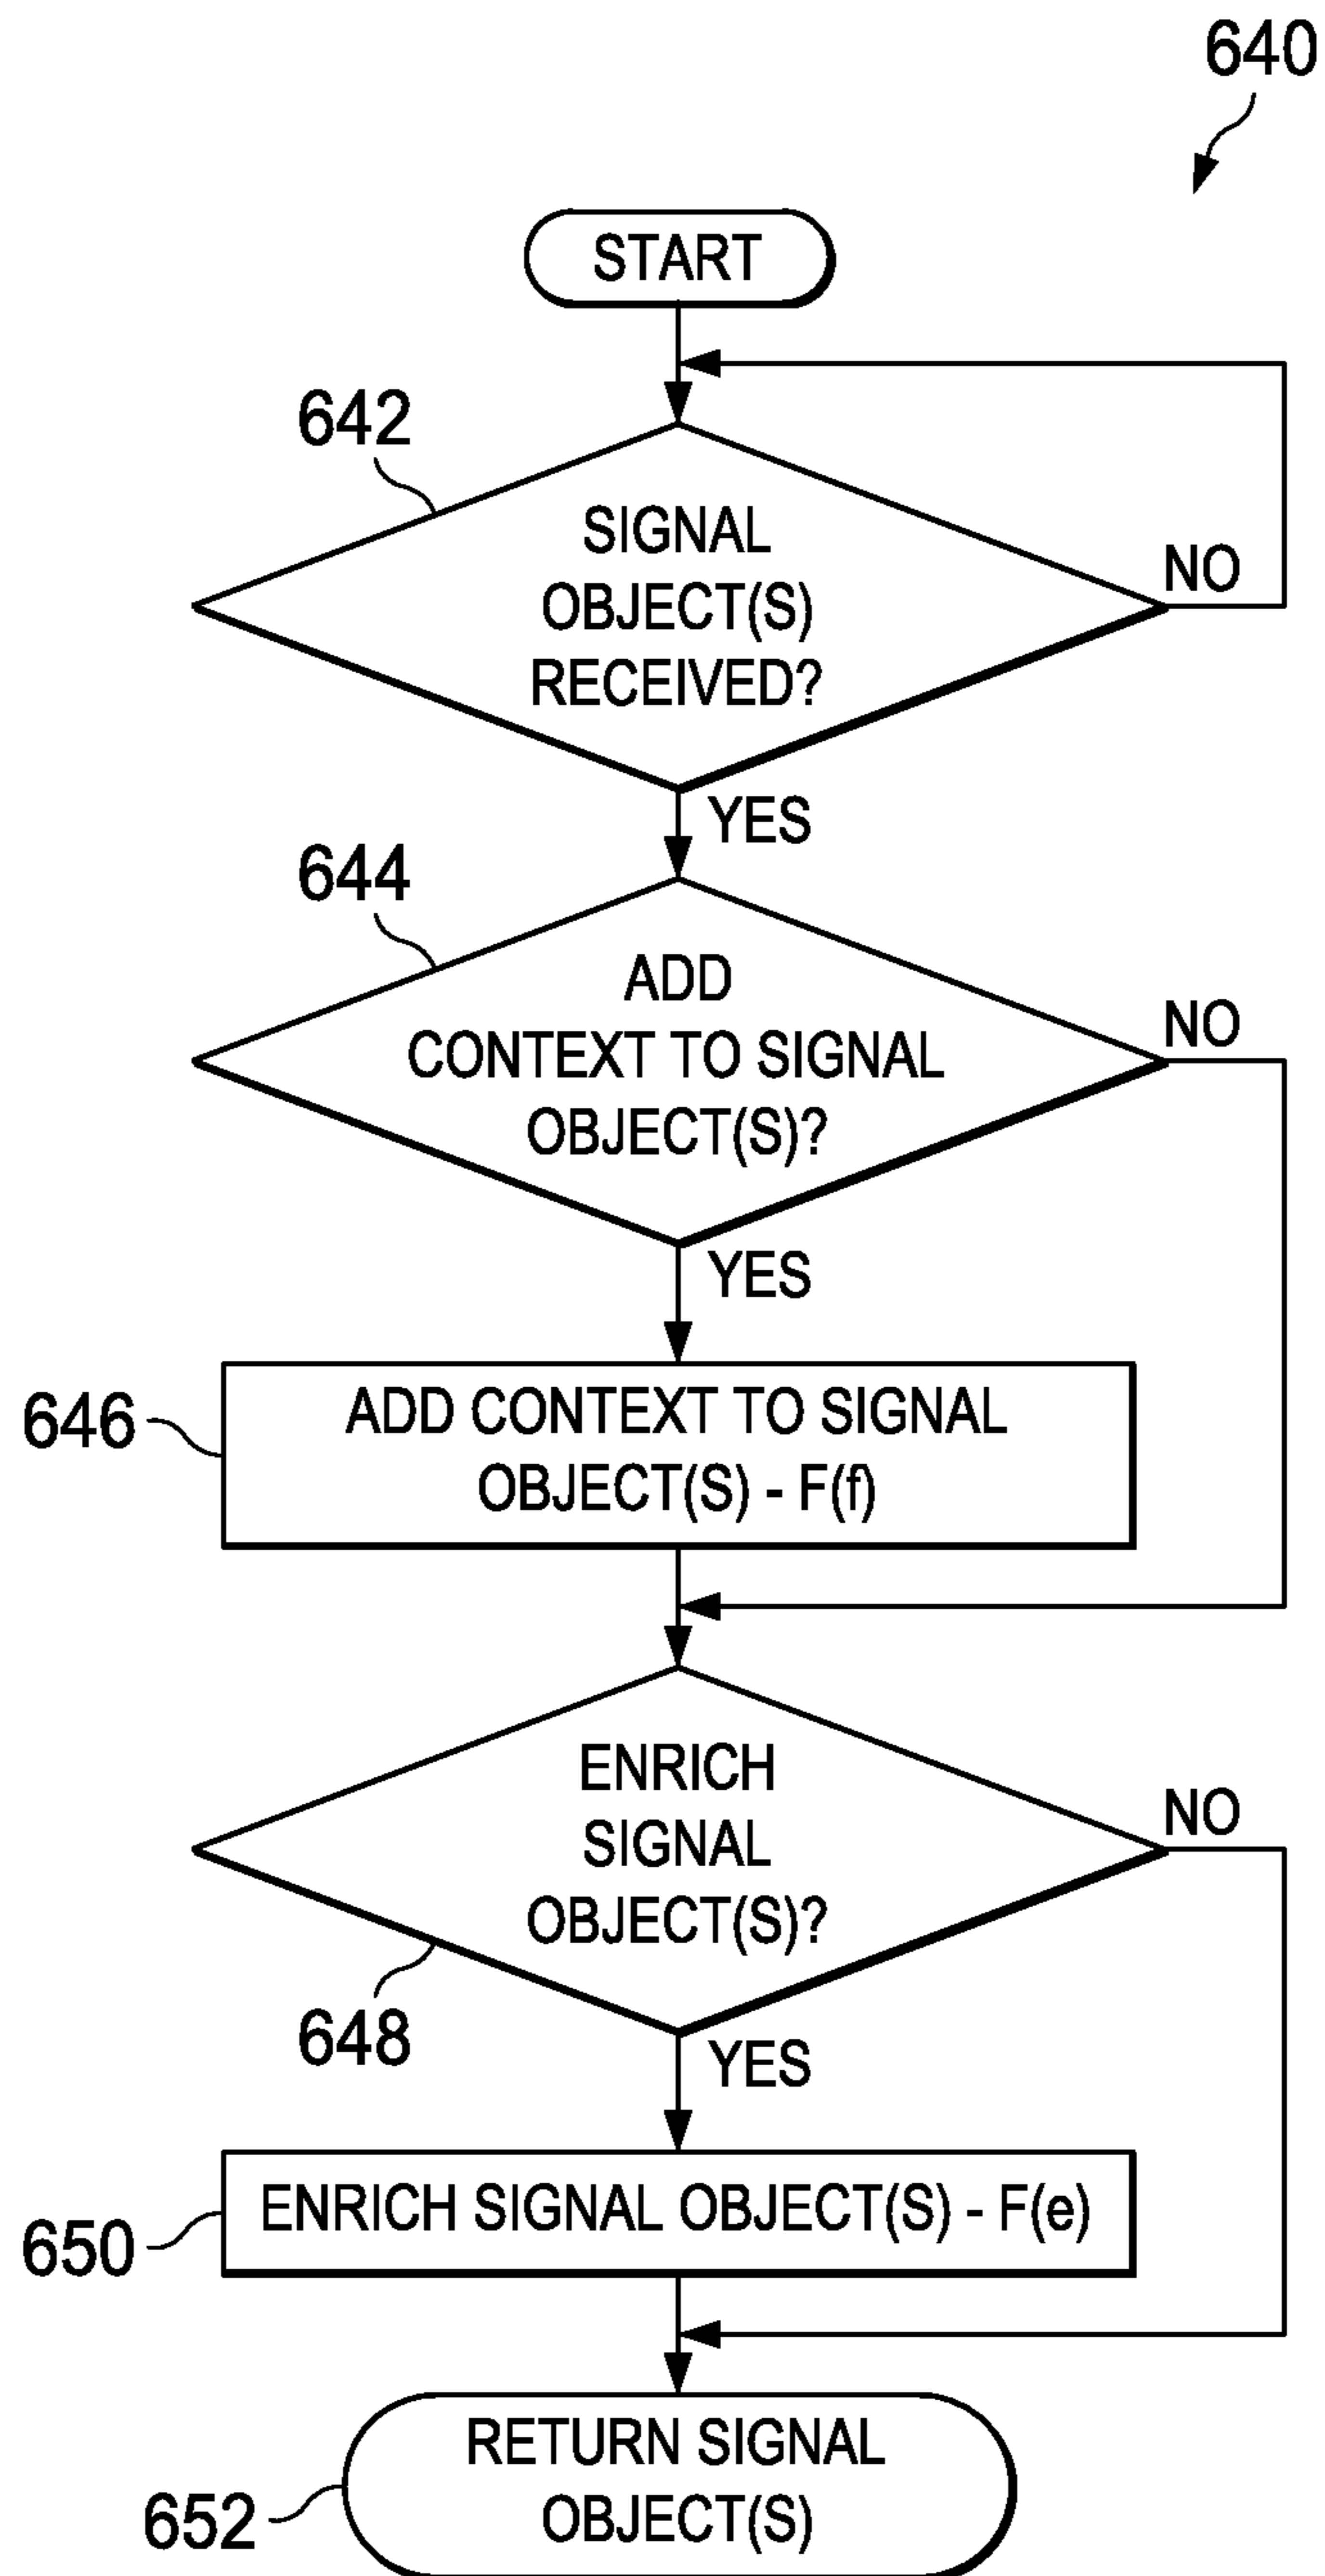 640
START
642
SIGNAL
OBJECT(S)
RECEIVED?
NO
YES
644
ADD
CONTEXT TO SIGNAL
OBJECT(S)?
NO
YES
646
ADD CONTEXT TO SIGNAL
OBJECT(S) - F(f)
ENRICH
SIGNAL
OBJECT(S)?
NO
648
YES
650
ENRICH SIGNAL OBJECT(S) - F(e)
RETURN SIGNAL
OBJECT(S)
652